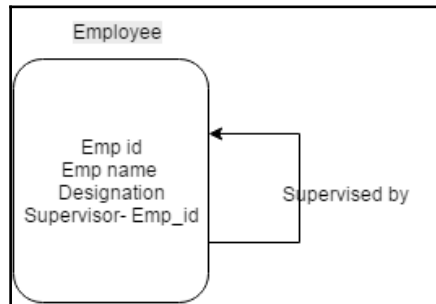 Employee
Emp id
Emp name
Designation
Supervisor- Emp_id
Supervised by